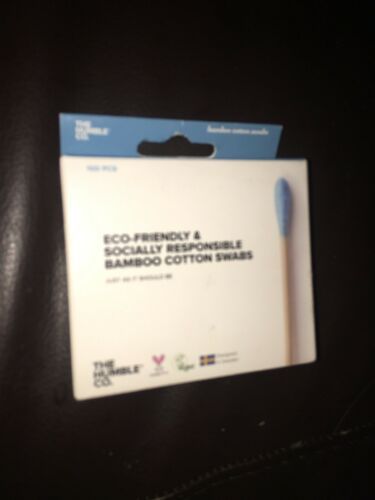 THE
HUMBLE
CO.
bamboo cotton swabs
100 PCS
ECO-FRIENDLY &
SOCIALLY RESPONSIBLE
BAMBOO COTTON SWABS
JUST AS IT SHOULD BE
THE
HUMBLE
CO.
Vegan